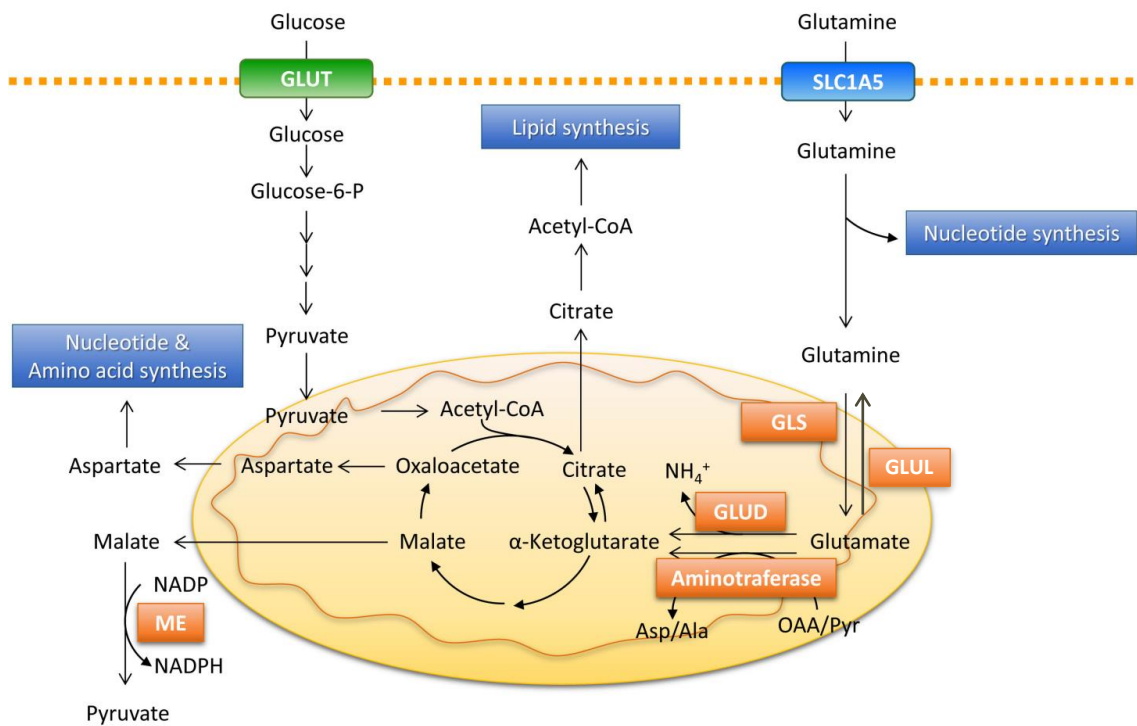 Glucose
Glutamine
GLUT
SLC1A5
Glucose
Lipid synthesis
Glutamine
Glucose-6-P
Acetyl-CoA
Nucleotide synthesis
Citrate
Pyruvate
Nucleotide &
Amino acid synthesis
Glutamine
Pyruvate
Acetyl-CoA
GLS
Aspartate
Aspartate
Oxaloacetate
Citrate
NH₄⁺
GLUL
GLUD
Malate
Malate
α-Ketoglutarate
Glutamate
NADP
Aminotraferase
ME
Asp/Ala
OAA/Pyr
NADPH
Pyruvate